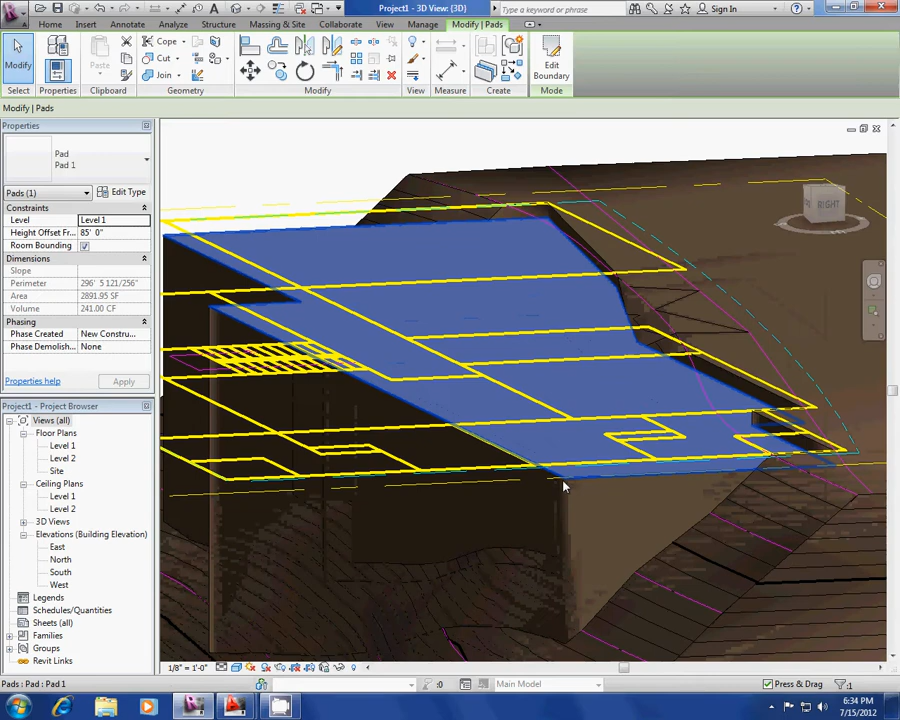 Project1 - 3D View: {3D}
Modify | Pads
Type a keyword or phrase
Sign In
Home
Insert
Annotate
Analyze
Structure
Massing & Site
Collaborate
View
Manage
Modify | Pads
Modify
Paste
Cope
Cut
Join
Edit
Boundary
Select
Properties
Clipboard
Geometry
Modify
View
Measure
Create
Mode
Modify | Pads
Properties
Pad
Pad 1
Pads (1)
Edit Type
Constraints
Level
Level 1
Height Offset Fr...
85' 0"
Room Bounding
Dimensions
Slope
Perimeter
296' 5 121/256"
Area
2891.95 SF
Volume
241.00 CF
Phasing
Phase Created
New Constru...
Phase Demolish...
None
Properties help
Apply
Project1 - Project Browser
Views (all)
Floor Plans
Level 1
Level 2
Site
Ceiling Plans
Level 1
Level 2
3D Views
Elevations (Building Elevation)
East
North
South
West
Legends
Schedules/Quantities
Sheets (all)
Families
Groups
Revit Links
RIGHT
1/8" = 1'-0"
Pads : Pad : Pad 1
:0
Main Model
Press & Drag
:1
6:34 PM
7/15/2012